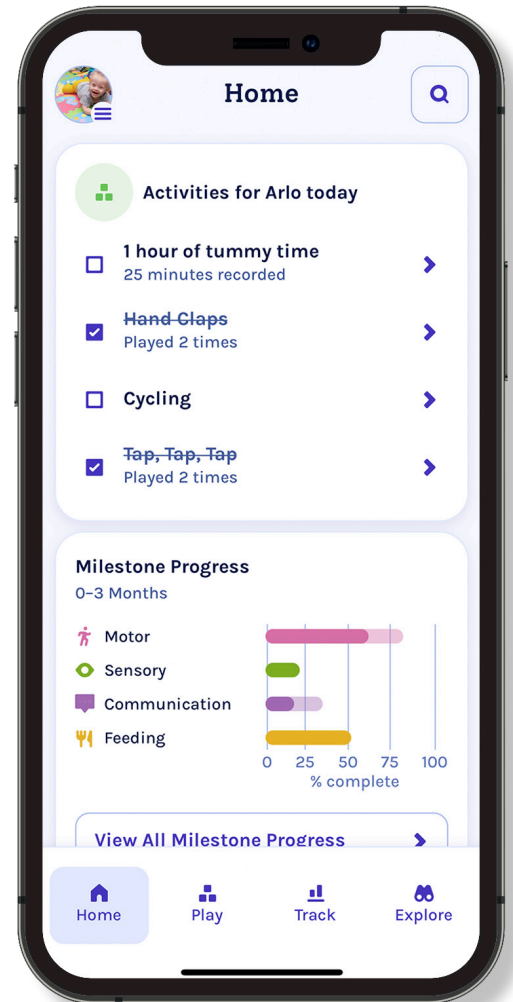 Home
Activities for Arlo today
1 hour of tummy time
25 minutes recorded
Hand Claps
Played 2 times
Cycling
Tap, Tap, Tap
Played 2 times
Milestone Progress
0–3 Months
Motor
Sensory
Communication
Feeding
0 25 50 75 100
% complete
View All Milestone Progress
Home Play Track Explore